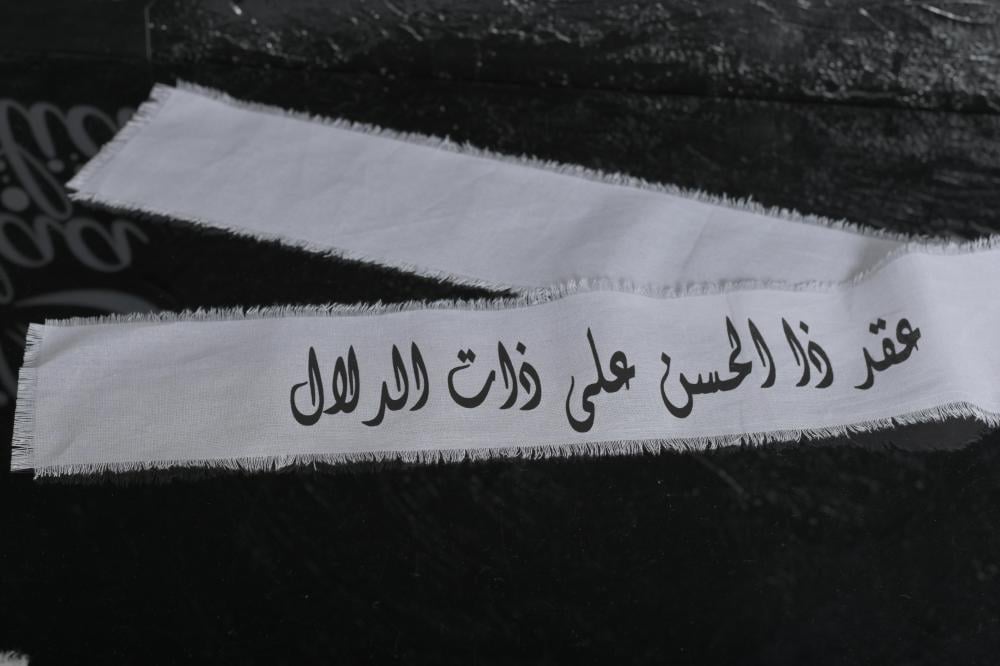 عقد ذا الحسن على ذات الدلال